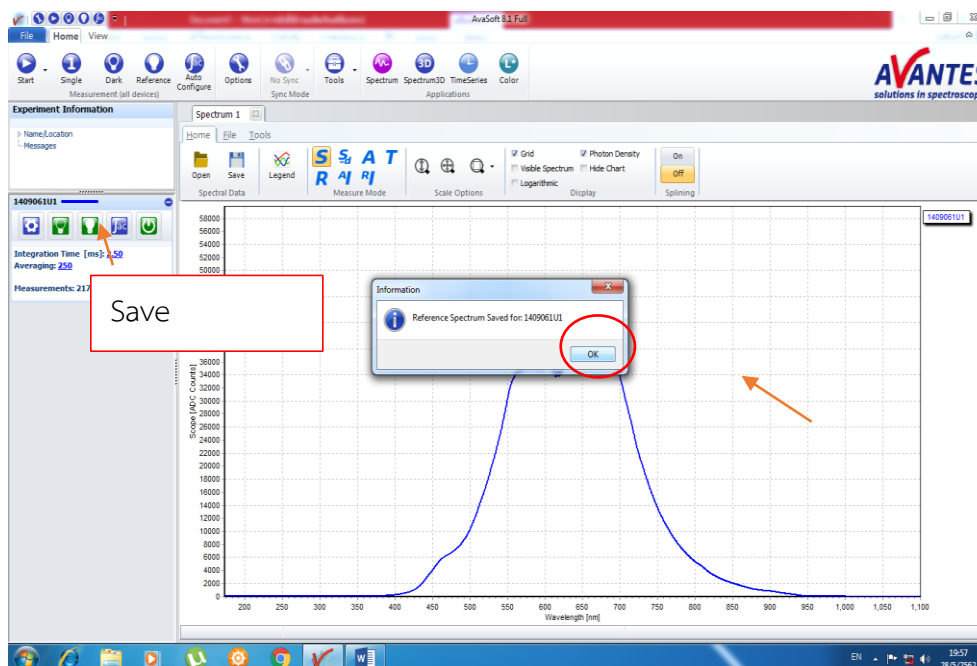 AvaSoft 8.1 Full
File Home View
Start Single Dark Reference Auto Configure Options No Sync Tools Spectrum Spectrum3D TimeSeries Color
Measurement (all devices) Sync Mode Applications
AVANTES
solutions in spectroscop
Experiment Information
Name/Location
Messages
1409061U1
Integration Time [ms]: 2.50
Averaging: 250
Measurements: 217
Save
Spectrum 1
Home File Tools
Open Save Legend S Sd A T
R AI RI
Grid Photon Density
Visible Spectrum Hide Chart
Logarithmic
On
Off
Spectral Data Measure Mode Scale Options Display Splining
1409061U1
Information
Reference Spectrum Saved for: 1409061U1
OK
Scope [ADC Counts]
58000
56000
54000
52000
50000
36000
34000
32000
30000
28000
26000
24000
22000
20000
18000
16000
14000
12000
10000
8000
6000
4000
2000
0
200 250 300 350 400 450 500 550 600 650 700 750 800 850 900 950 1,000 1,050 1,100
Wavelength [nm]
EN 19:57